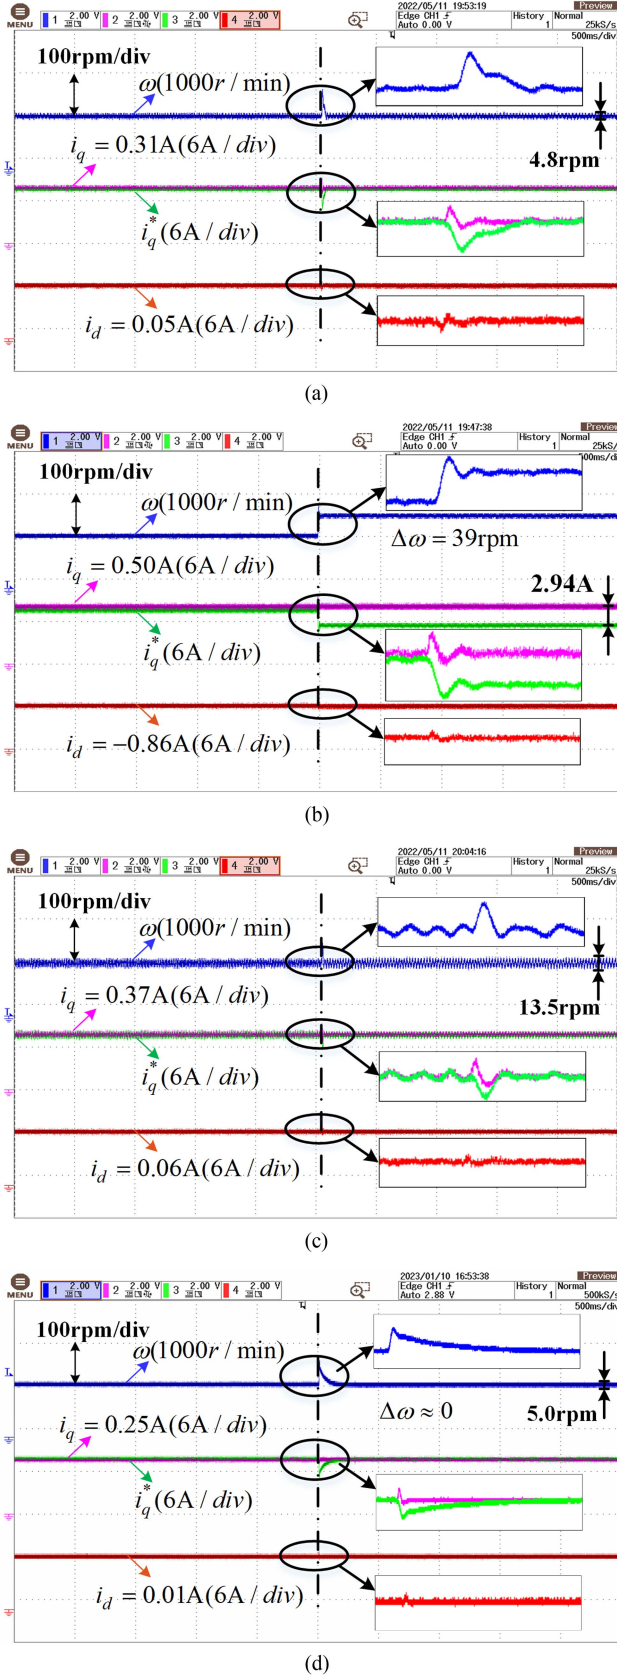 2022/05/11 19:53:19
Preview
MENU
1 2.00 V
2 2.00 V
3 2.00 V
4 2.00 V
Edge CH1
Auto 0.00 V
History
1
Normal
25kS/s
500ms/div
100rpm/div
ω(1000r / min)
4.8rpm
i_q = 0.31A(6A / div)
i_q^*(6A / div)
i_d = 0.05A(6A / div)
(a)
2022/05/11 19:47:38
Preview
MENU
1 2.00 V
2 2.00 V
3 2.00 V
4 2.00 V
Edge CH1
Auto 0.00 V
History
1
Normal
25kS/s
500ms/div
100rpm/div
ω(1000r / min)
Δω = 39rpm
i_q = 0.50A(6A / div)
2.94A
i_q^*(6A / div)
i_d = −0.86A(6A / div)
(b)
2022/05/11 20:04:16
Preview
MENU
1 2.00 V
2 2.00 V
3 2.00 V
4 2.00 V
Edge CH1
Auto 0.00 V
History
1
Normal
25kS/s
500ms/div
100rpm/div
ω(1000r / min)
i_q = 0.37A(6A / div)
13.5rpm
i_q^*(6A / div)
i_d = 0.06A(6A / div)
(c)
2023/01/10 16:53:38
Preview
MENU
1 2.00 V
2 2.00 V
3 2.00 V
4 2.00 V
Edge CH1
Auto 2.88 V
History
1
Normal
500kS/s
500ms/div
100rpm/div
ω(1000r / min)
Δω ≈ 0
5.0rpm
i_q = 0.25A(6A / div)
i_q^*(6A / div)
i_d = 0.01A(6A / div)
(d)